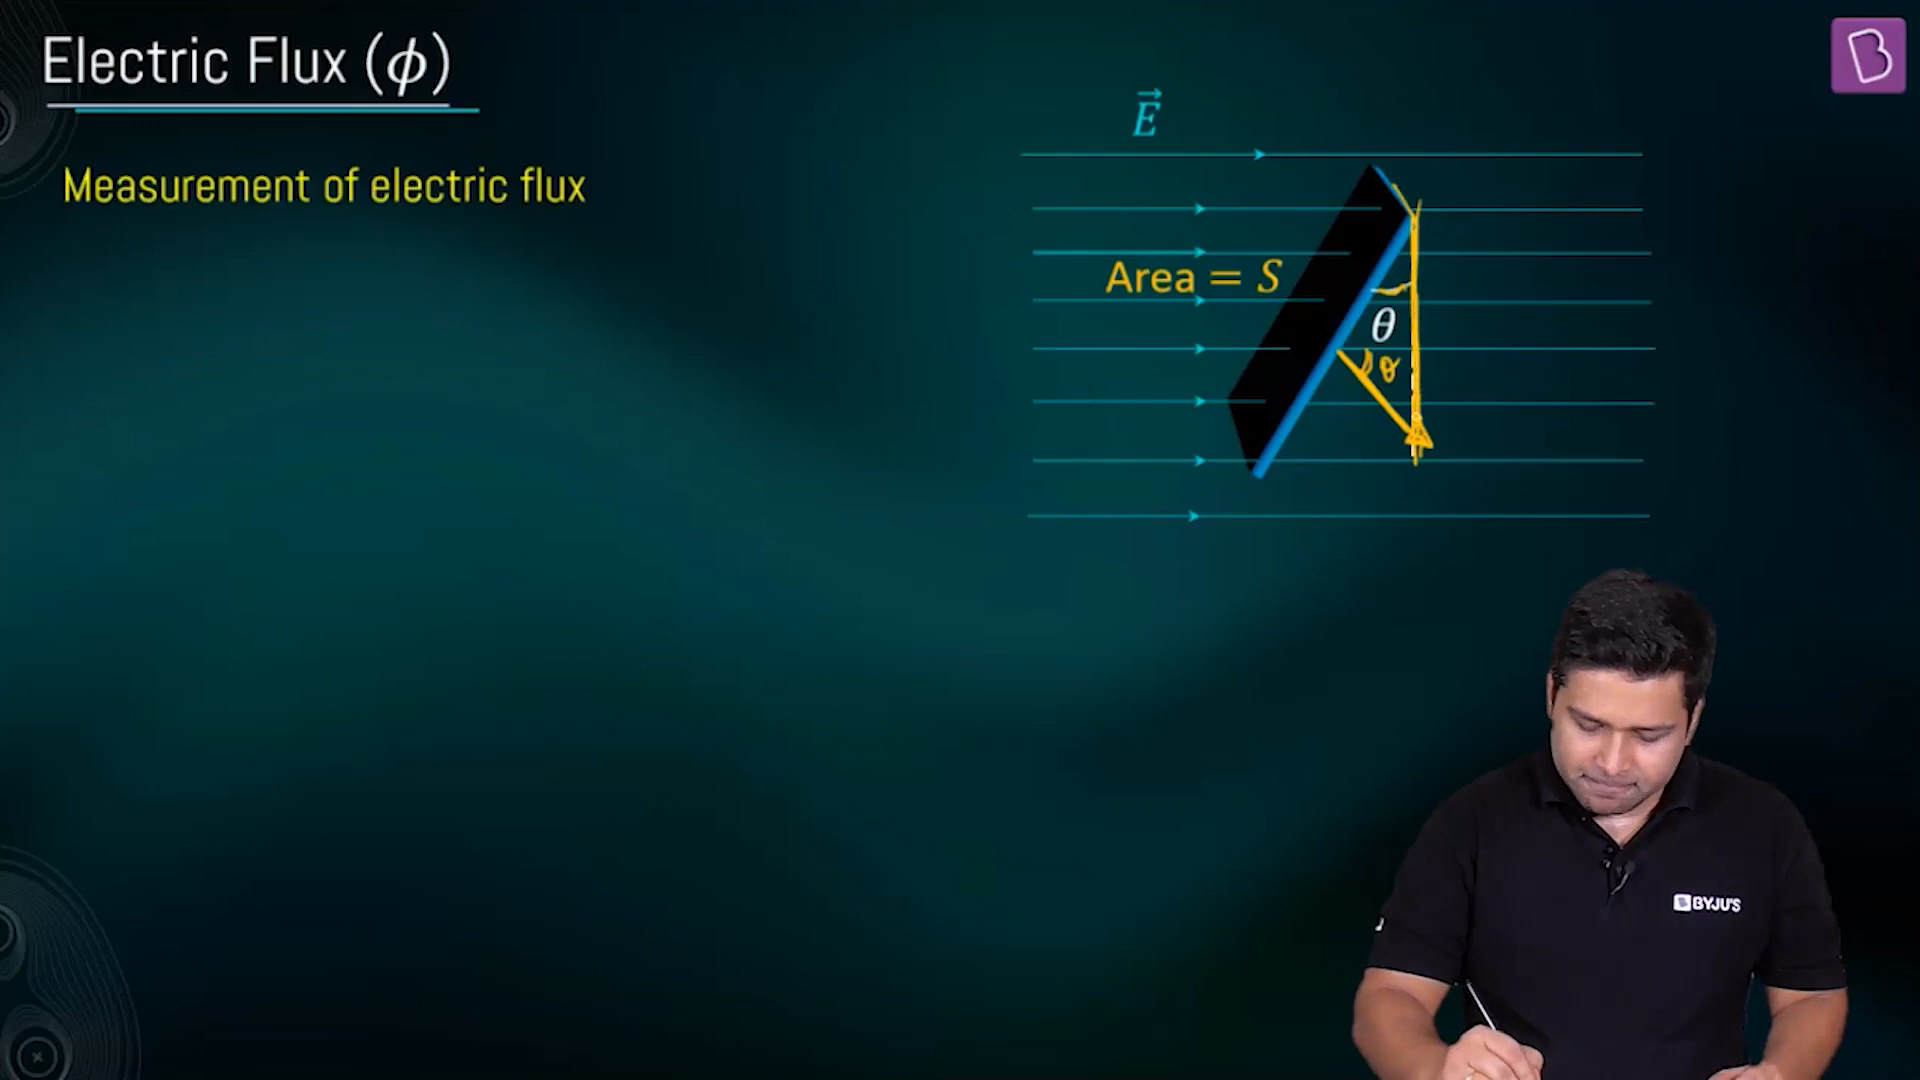 Electric Flux (ϕ)
Measurement of electric flux
E⃗
Area = S
θ
θ
BYJU'S